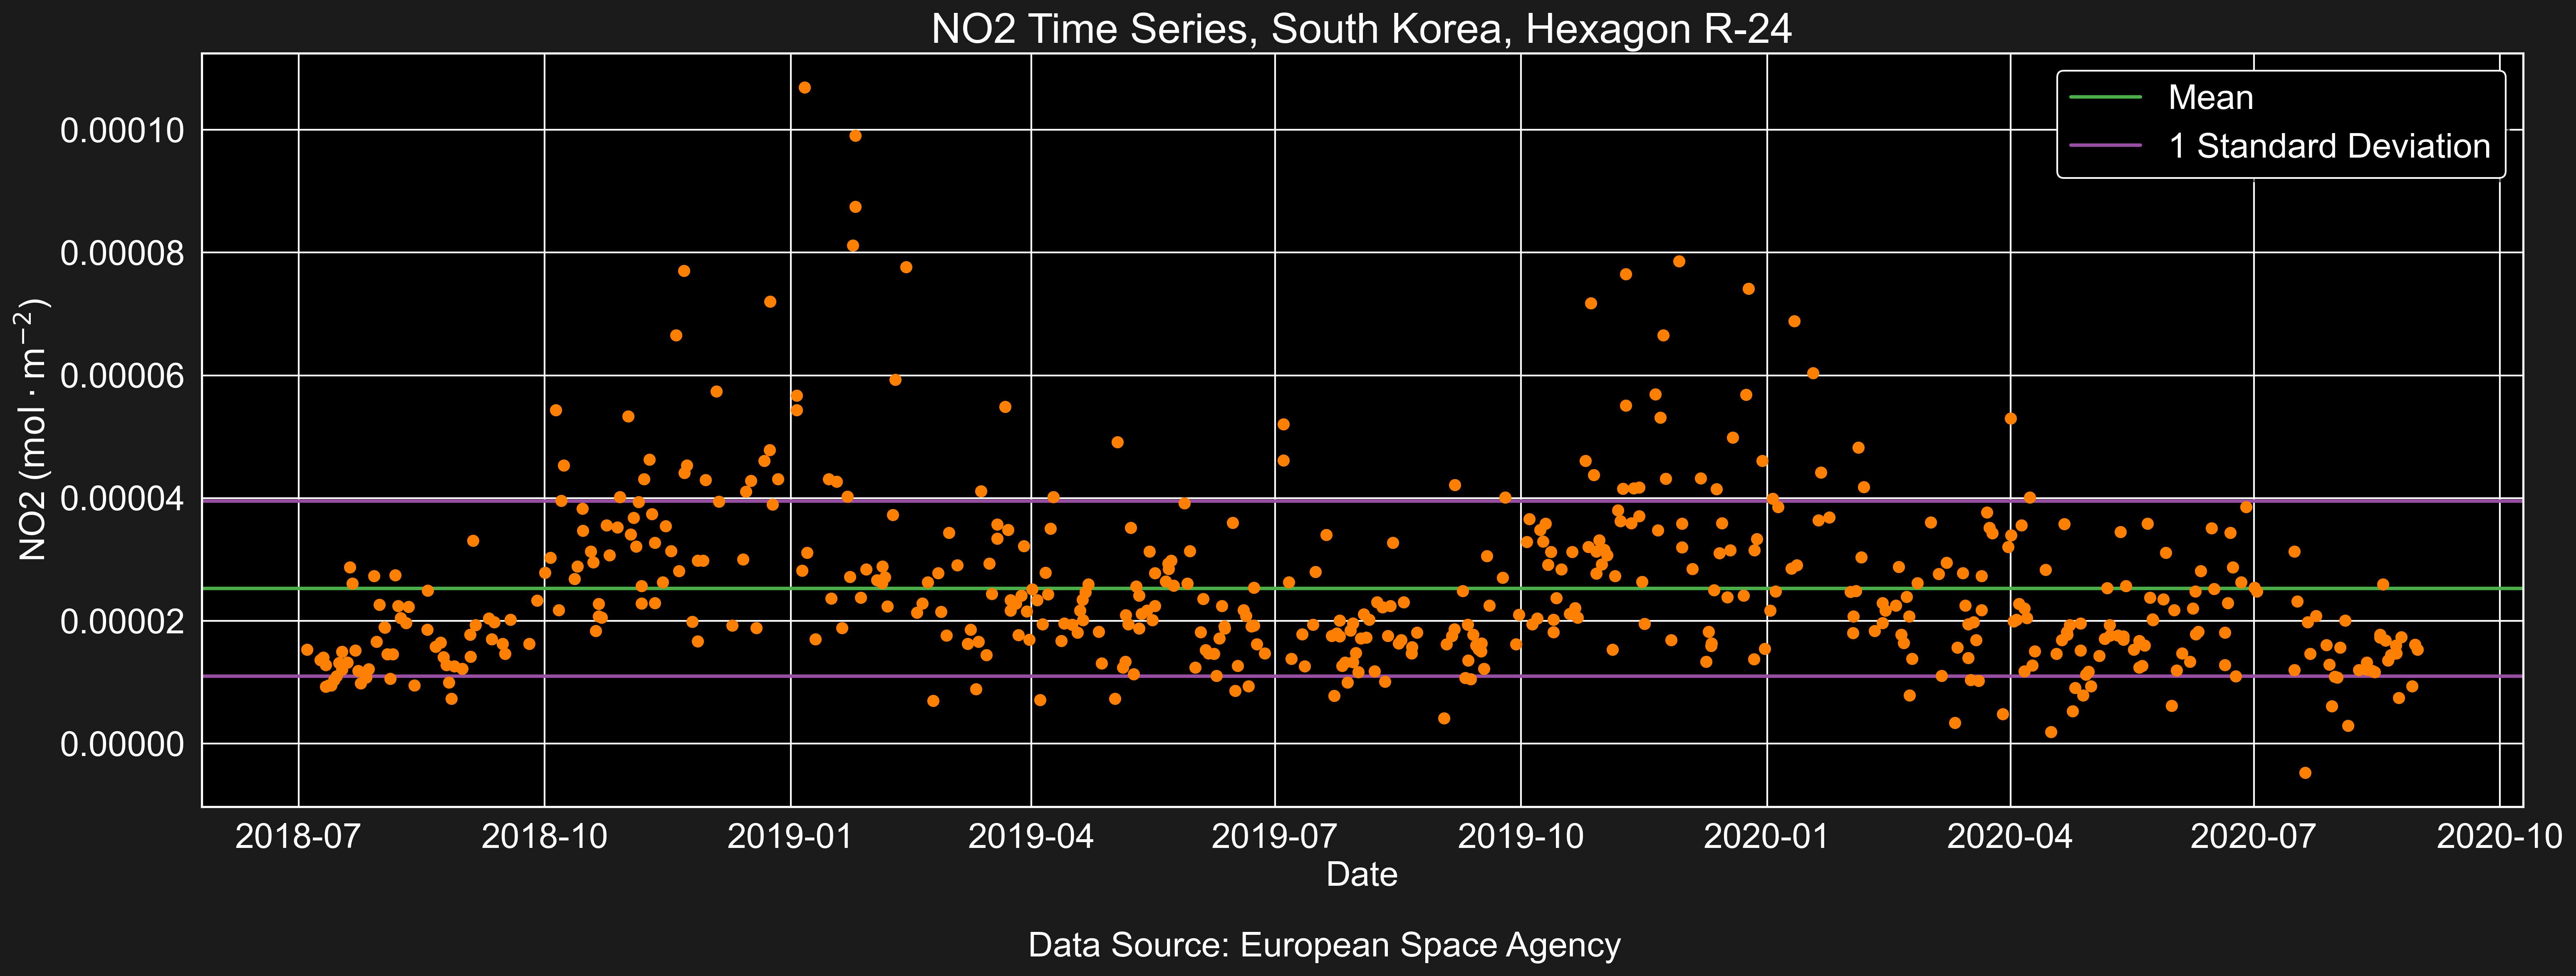 NO2 Time Series, South Korea, Hexagon R-24
Mean
1 Standard Deviation
NO2 (mol · m⁻²)
0.00010
0.00008
0.00006
0.00004
0.00002
0.00000
2018-07 2018-10 2019-01 2019-04 2019-07 2019-10 2020-01 2020-04 2020-07 2020-10
Date
Data Source: European Space Agency